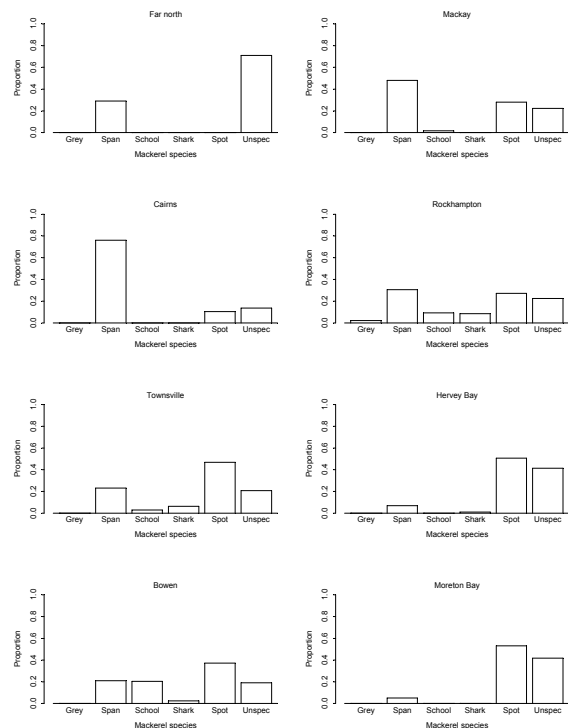 Far north
Proportion
0.0 0.2 0.4 0.6 0.8 1.0
Grey Span School Shark Spot Unspec
Mackerel species
Mackay
Proportion
0.0 0.2 0.4 0.6 0.8 1.0
Grey Span School Shark Spot Unspec
Mackerel species
Cairns
Proportion
0.0 0.2 0.4 0.6 0.8 1.0
Grey Span School Shark Spot Unspec
Mackerel species
Rockhampton
Proportion
0.0 0.2 0.4 0.6 0.8 1.0
Grey Span School Shark Spot Unspec
Mackerel species
Townsville
Proportion
0.0 0.2 0.4 0.6 0.8 1.0
Grey Span School Shark Spot Unspec
Mackerel species
Hervey Bay
Proportion
0.0 0.2 0.4 0.6 0.8 1.0
Grey Span School Shark Spot Unspec
Mackerel species
Bowen
Proportion
0.0 0.2 0.4 0.6 0.8 1.0
Grey Span School Shark Spot Unspec
Mackerel species
Moreton Bay
Proportion
0.0 0.2 0.4 0.6 0.8 1.0
Grey Span School Shark Spot Unspec
Mackerel species